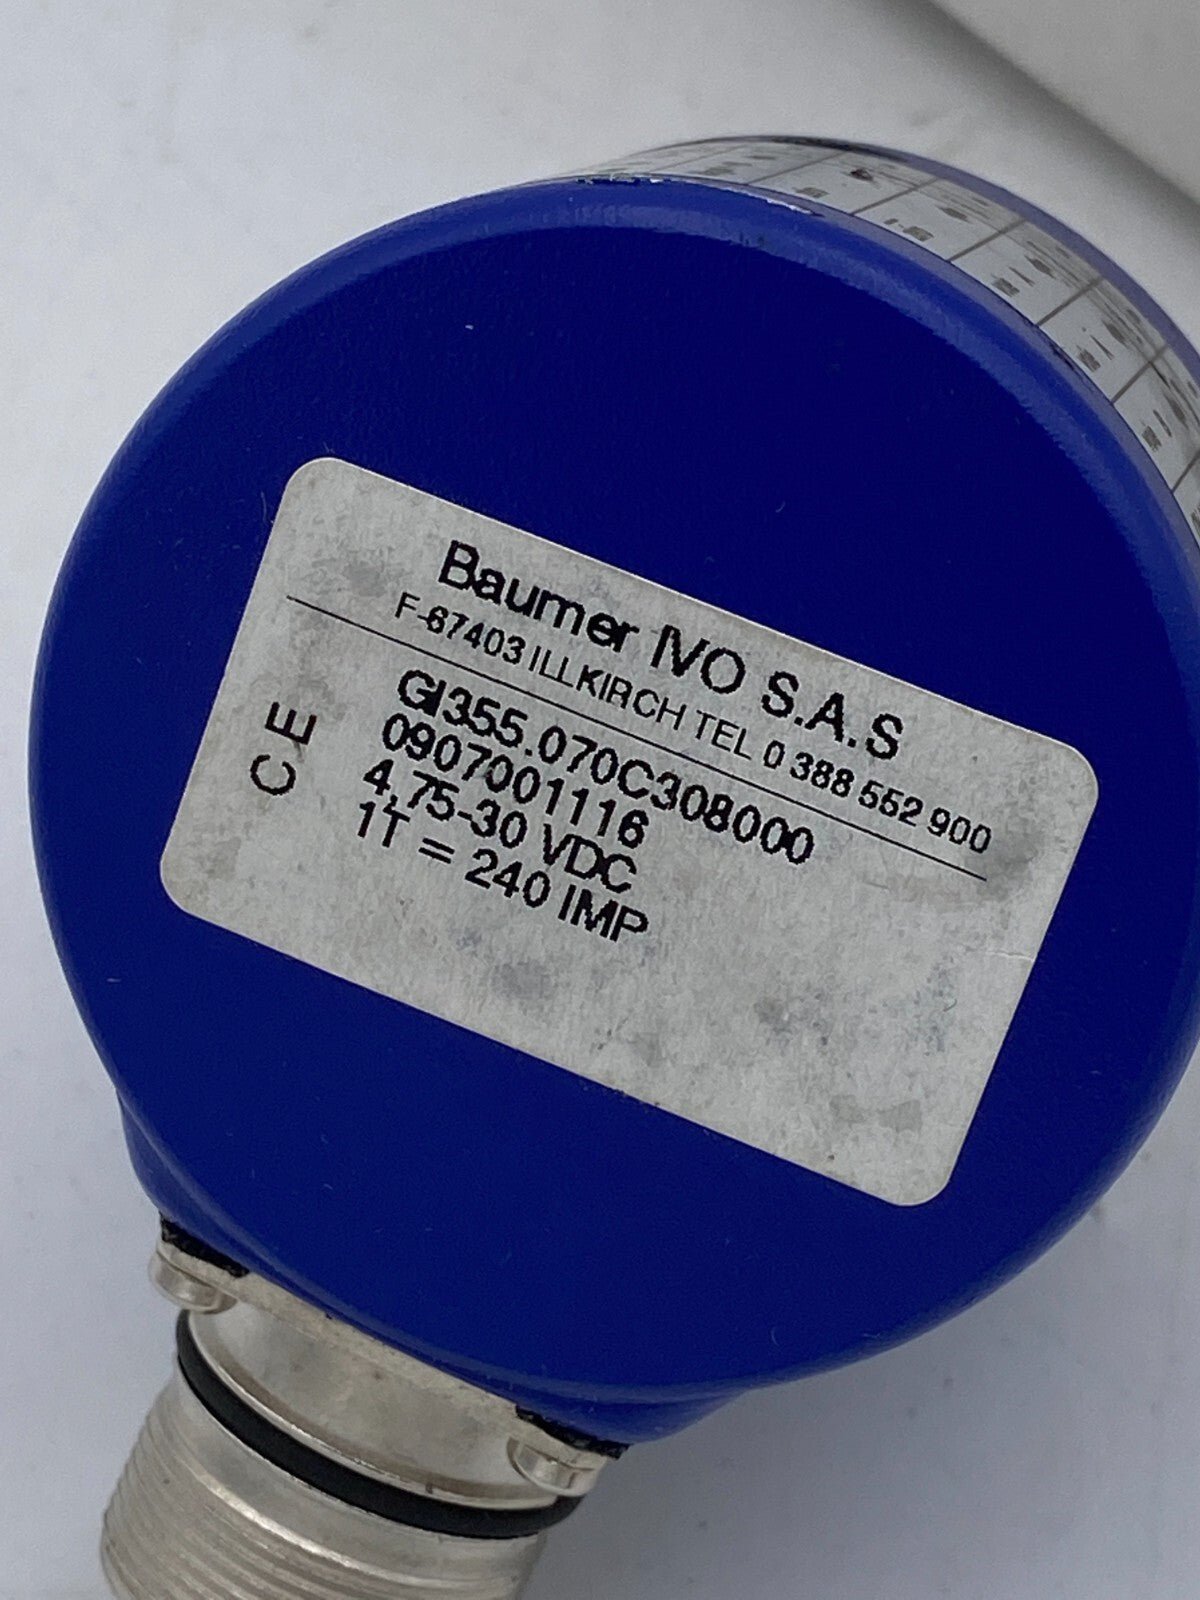 Baumer IVO S.A.S
F-67403 ILLKIRCH TEL 0 388 552 900
GI355.070C308000
0907001116
4,75-30 VDC
1T = 240 IMP
CE